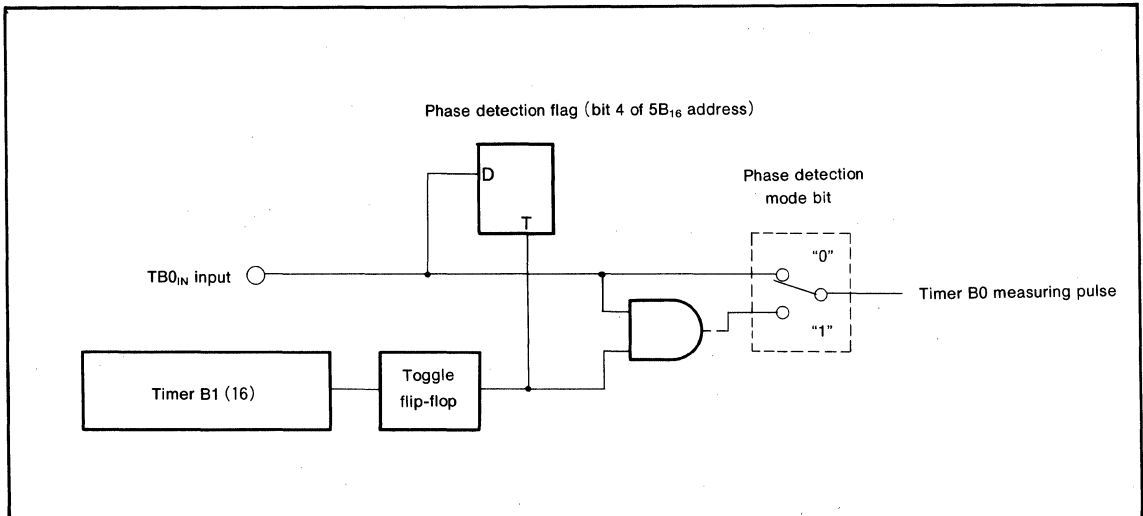 Phase detection flag (bit 4 of 5B₁₆ address)
D
T
Phase detection
mode bit
"0"
TB0IN input
Timer B0 measuring pulse
"1"
Timer B1 (16)
Toggle
flip-flop